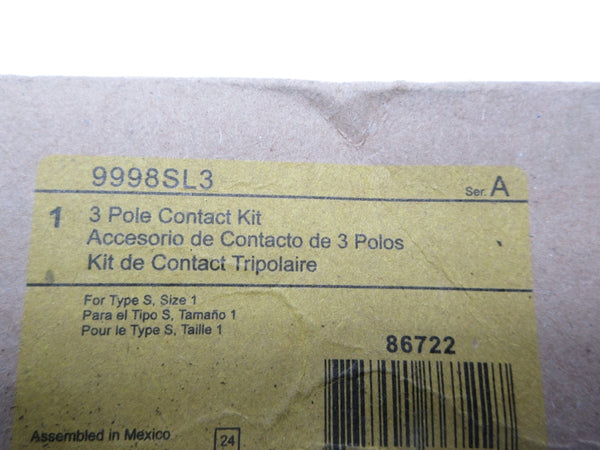 9998SL3
Ser. A
1 3 Pole Contact Kit
Accesorio de Contacto de 3 Polos
Kit de Contact Tripolaire
For Type S, Size 1
Para el Tipo S, Tamaño 1
Pour le Type S, Taille 1
86722
Assembled in Mexico
24